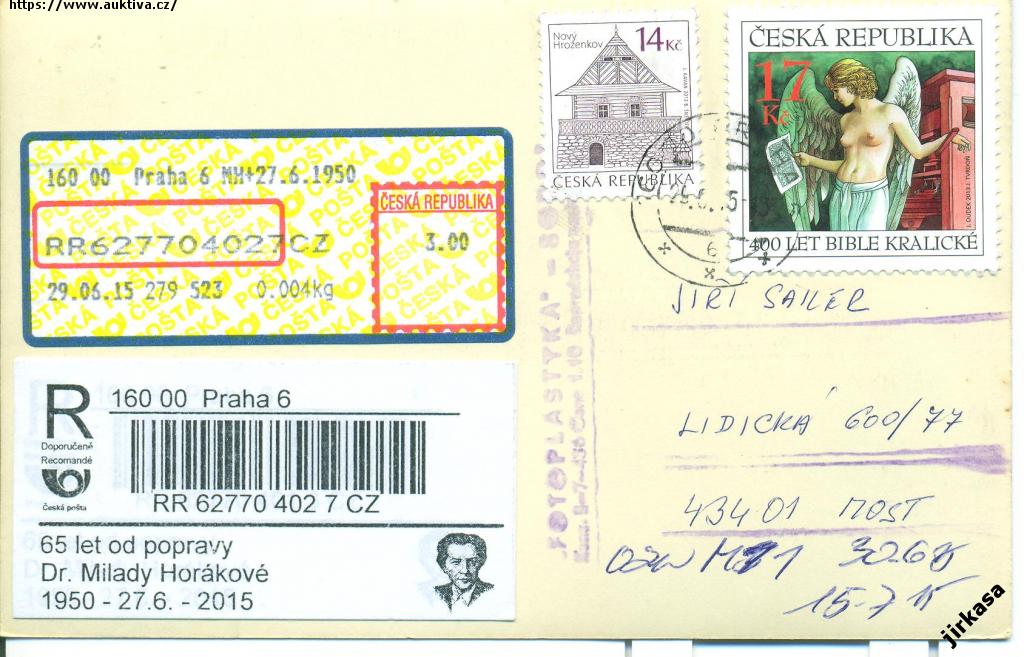 https://www.auktiva.cz/
Nový
Hrozenkov
14 Kč
ČESKÁ REPUBLIKA
ČESKÁ REPUBLIKA
17
Kč
400 LET BIBLE KRALICKÉ
160 00 Praha 6 MH+27.6.1950
RR627704027CZ
29.06.15 279 523 0.004kg
ČESKÁ REPUBLIKA
3.00
R
Doporučeně
Recomandé
Česká pošta
160 00 Praha 6
RR 62770 402 7 CZ
65 let od popravy
Dr. Milady Horákové
1950 - 27.6. - 2015
"FOTOPLASTYKA"
JIŘÍ SAILER
LIDICKÁ 600/77
434 01 MOST
15-7 15
jirkasa